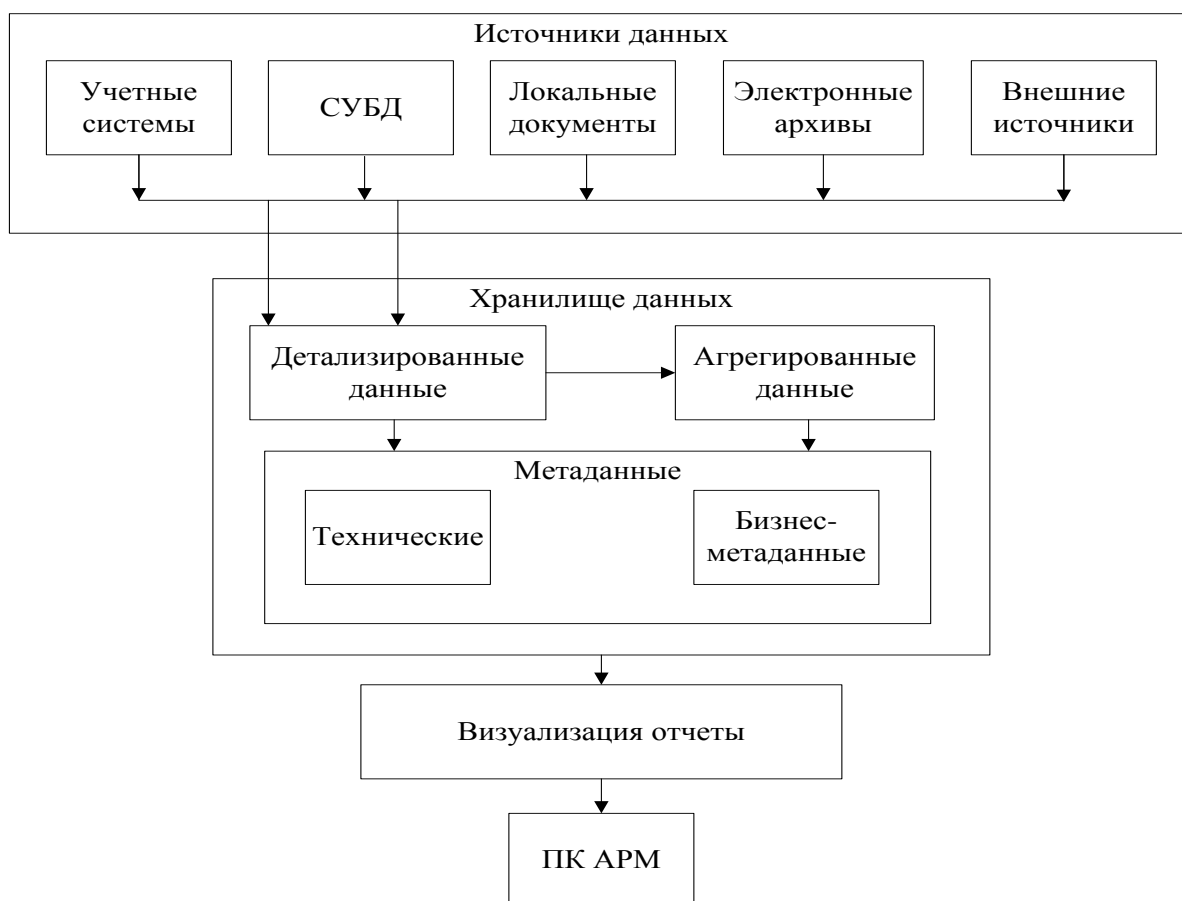 Источники данных
Учетные
системы
СУБД
Локальные
документы
Электронные
архивы
Внешние
источники
Хранилище данных
Детализированные
данные
Агрегированные
данные
Метаданные
Технические
Бизнес-
метаданные
Визуализация отчеты
ПК АРМ